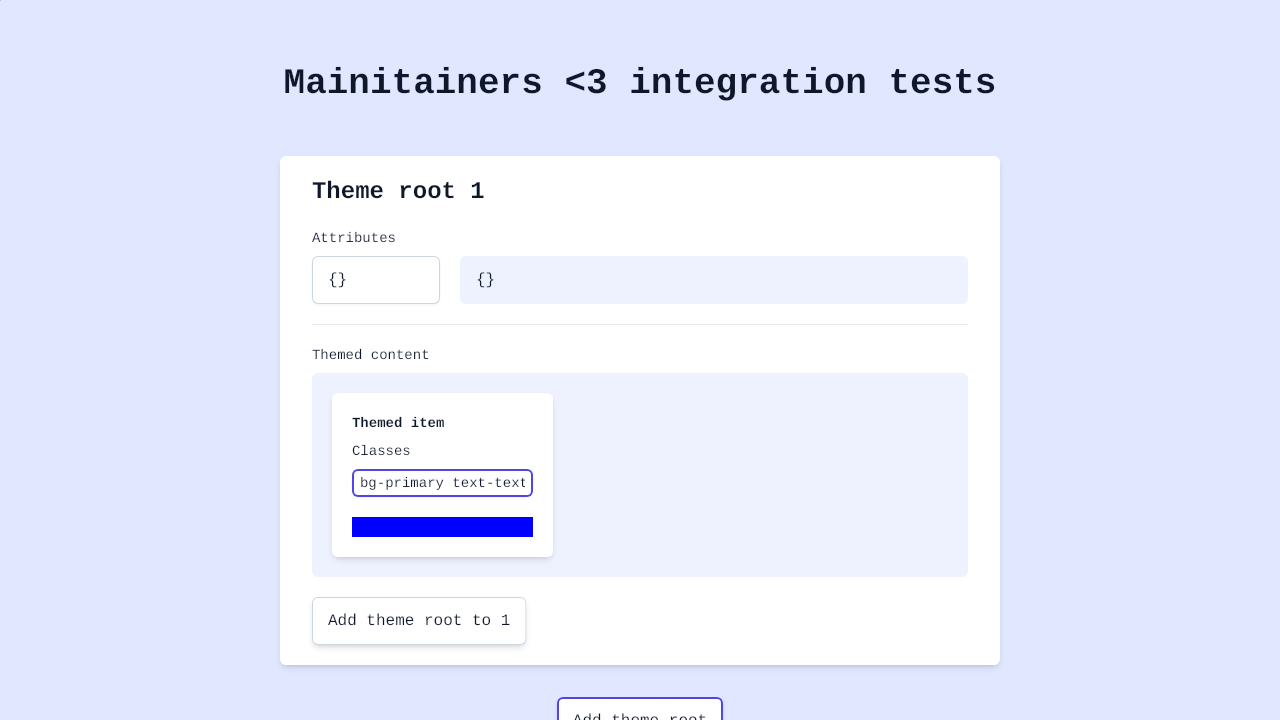 Mainitainers <3 integration tests
Theme root 1
Attributes
{} {}
Themed content
Themed item
Classes
bg-primary text-text
Add theme root to 1
Add theme root